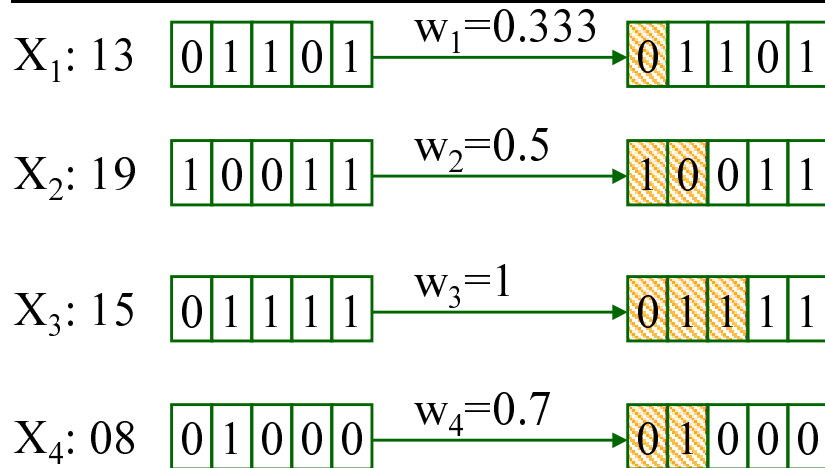 X₁: 13 0 1 1 0 1 w₁=0.333 0 1 1 0 1
X₂: 19 1 0 0 1 1 w₂=0.5 1 0 0 1 1
X₃: 15 0 1 1 1 1 w₃=1 0 1 1 1 1
X₄: 08 0 1 0 0 0 w₄=0.7 0 1 0 0 0